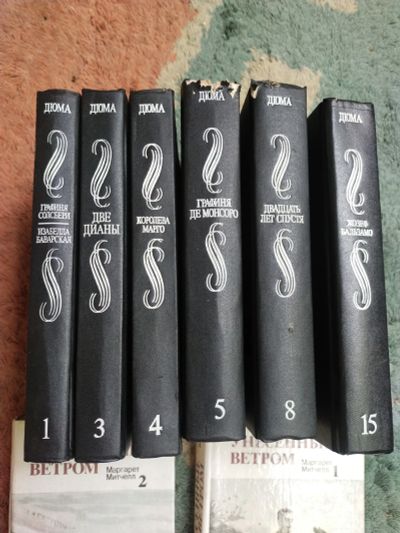 ДЮМА
ГРАФИНЯ
СОЛСБЕРИ
ИЗАБЕЛЛА
БАВАРСКАЯ
1
ДЮМА
ДВЕ
ДИАНЫ
3
ДЮМА
КОРОЛЕВА
МАРГО
4
ДЮМА
ГРАФИНЯ
ДЕ МОНСОРО
5
ДЮМА
ДВАДЦАТЬ
ЛЕТ СПУСТЯ
8
ДЮМА
ЖОЗЕФ
БАЛЬЗАМО
15
ВЕТРОМ
Маргарет
Митчелл
2
УНЕСЕННЫЕ
ВЕТРОМ
Маргарет
Митчелл
1